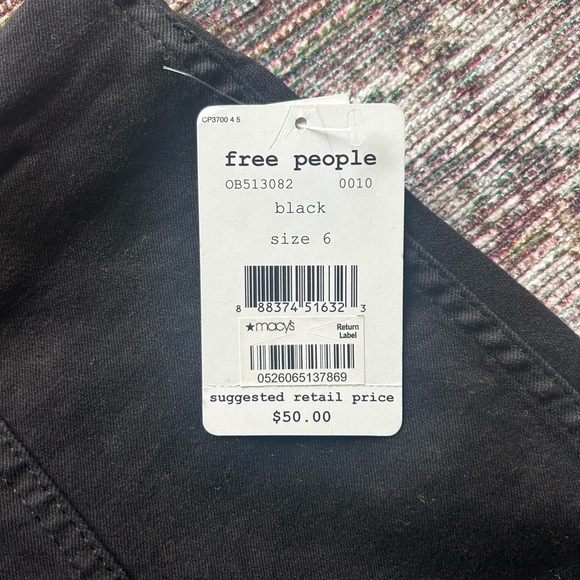 CP3700 4 5
free people
OB513082 0010
black
size 6
8 88374 51632 3
★macy's Return
Label
0526065137869
suggested retail price
$50.00